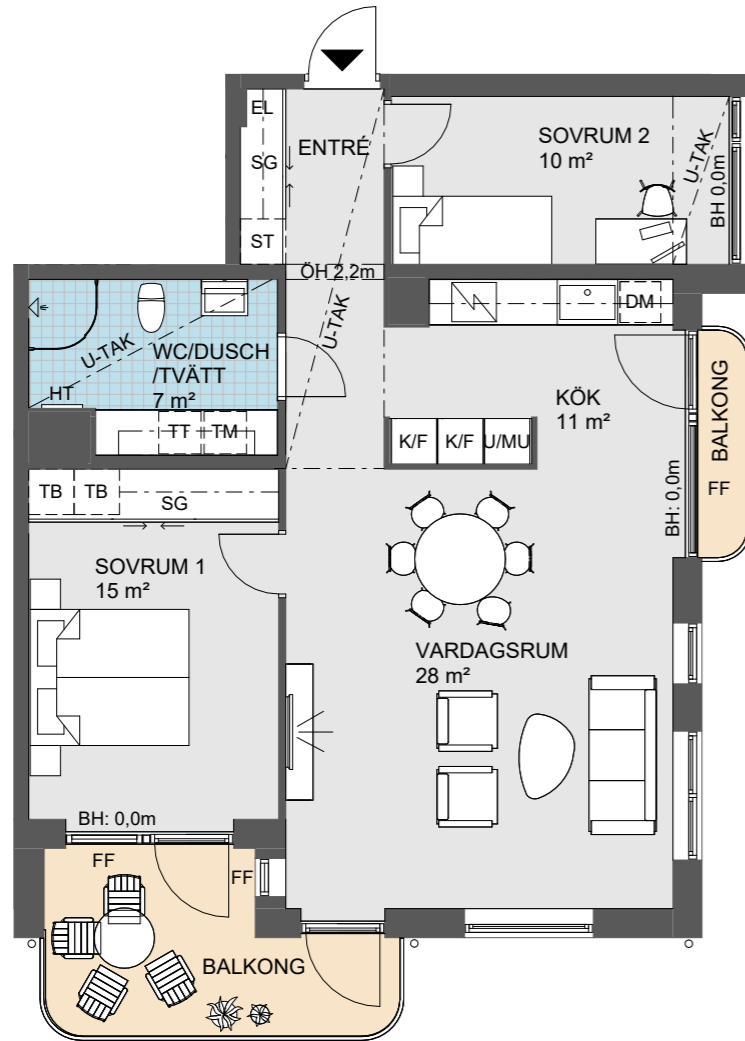 EL
SG
ST
ENTRÉ
SOVRUM 2
10 m²
U-TAK
BH 0,0m
ÖH 2,2m
U-TAK
U-TAK
WC/DUSCH
/TVÄTT
7 m²
HT
TT
TM
DM
KÖK
11 m²
K/F
K/F
U/MU
BALKONG
FF
BH: 0,0m
TB
TB
SG
SOVRUM 1
15 m²
VARDAGSRUM
28 m²
BH: 0,0m
FF
FF
BALKONG